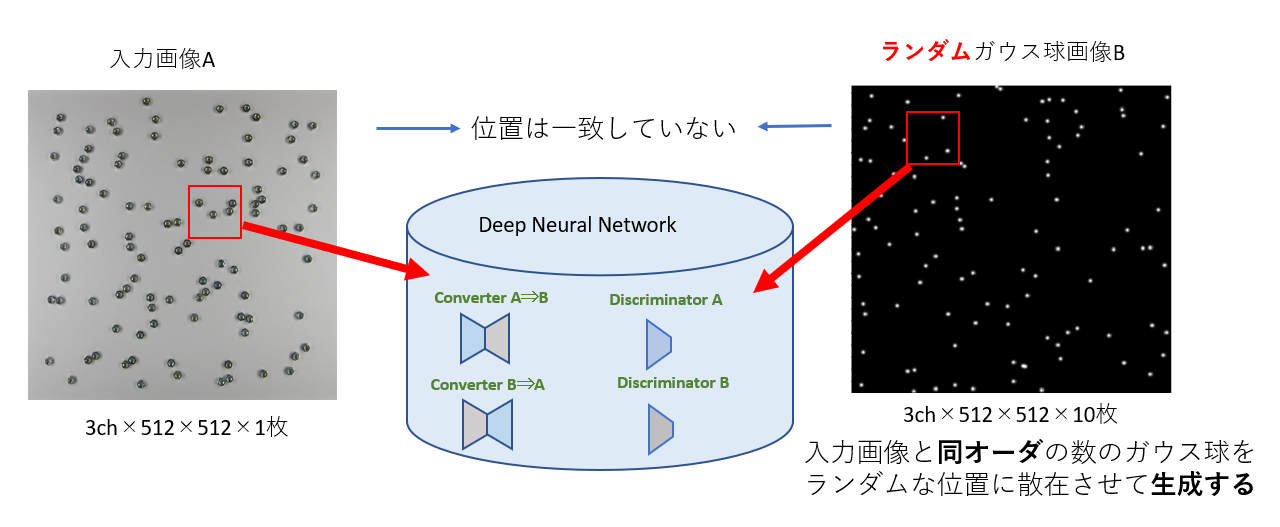 入力画像A
ランダムガウス球画像B
位置は一致していない
Deep Neural Network
Converter A⇒B
Discriminator A
Converter B⇒A
Discriminator B
3ch×512×512×1枚
3ch×512×512×10枚
入力画像と同オーダの数のガウス球を
ランダムな位置に散在させて生成する